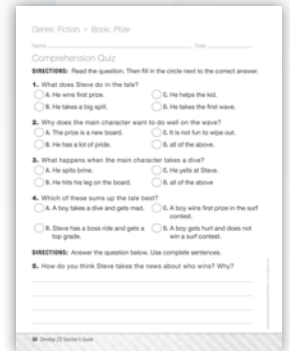 Genre: Fiction • Book: Prize
Name Date
Comprehension Quiz
DIRECTIONS: Read the question. Then fill in the circle next to the correct answer.
1. What does Steve do in the tale?
A. He wins first prize. C. He helps the kid.
B. He takes a big spill. D. He takes the first wave.
2. Why does the main character want to do well on the wave?
A. The prize is a new board. C. It is not fun to wipe out.
B. He has a lot of pride. D. all of the above.
3. What happens when the main character takes a dive?
A. He spits brine. C. He yells at Steve.
B. He hits his leg on the board. D. all of the above
4. Which of these sums up the tale best?
A. A boy takes a dive and gets mad. C. A boy wins first prize in the surf
contest.
B. Steve has a boss ride and gets a D. A boy gets hurt and does not
top grade. win a surf contest.
DIRECTIONS: Answer the question below. Use complete sentences.
5. How do you think Steve takes the news about who wins? Why?
Teacher's Guide